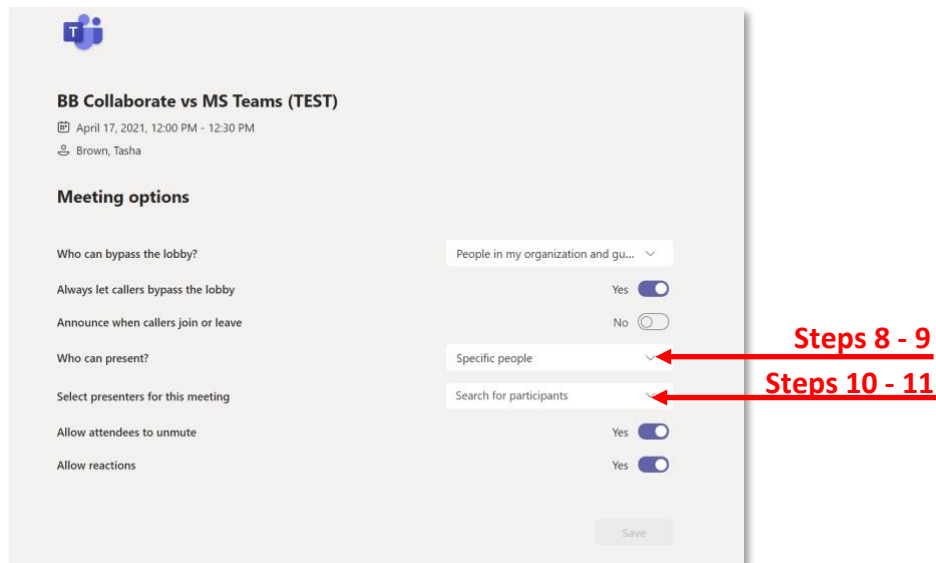 T
BB Collaborate vs MS Teams (TEST)
April 17, 2021, 12:00 PM - 12:30 PM
Brown, Tasha
Meeting options
Who can bypass the lobby? People in my organization and gu...
Always let callers bypass the lobby Yes
Announce when callers join or leave No
Steps 8 - 9
Who can present? Specific people
Steps 10 - 11
Select presenters for this meeting Search for participants
Allow attendees to unmute Yes
Allow reactions Yes
Save